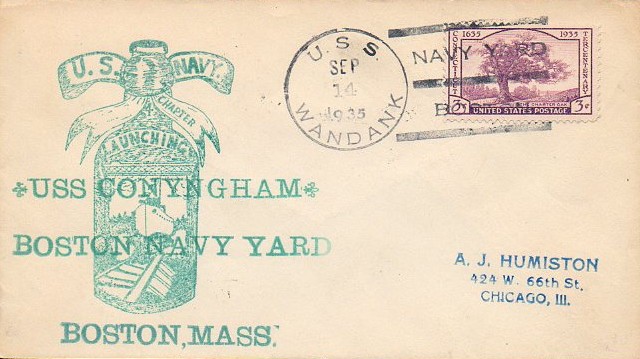 U.S. NAVY.
CHAPTER
LAUNCHING
USS CONYNGHAM
BOSTON NAVY YARD
BOSTON, MASS.
U.S.S.
SEP
14
1935
WANDANK
NAVY YARD
1635 1935
CONNECTICUT
TERCENTENARY
CHARTER OAK
3¢ 3¢
UNITED STATES POSTAGE
A. J. HUMISTON
424 W. 66th St.
CHICAGO, Ill.